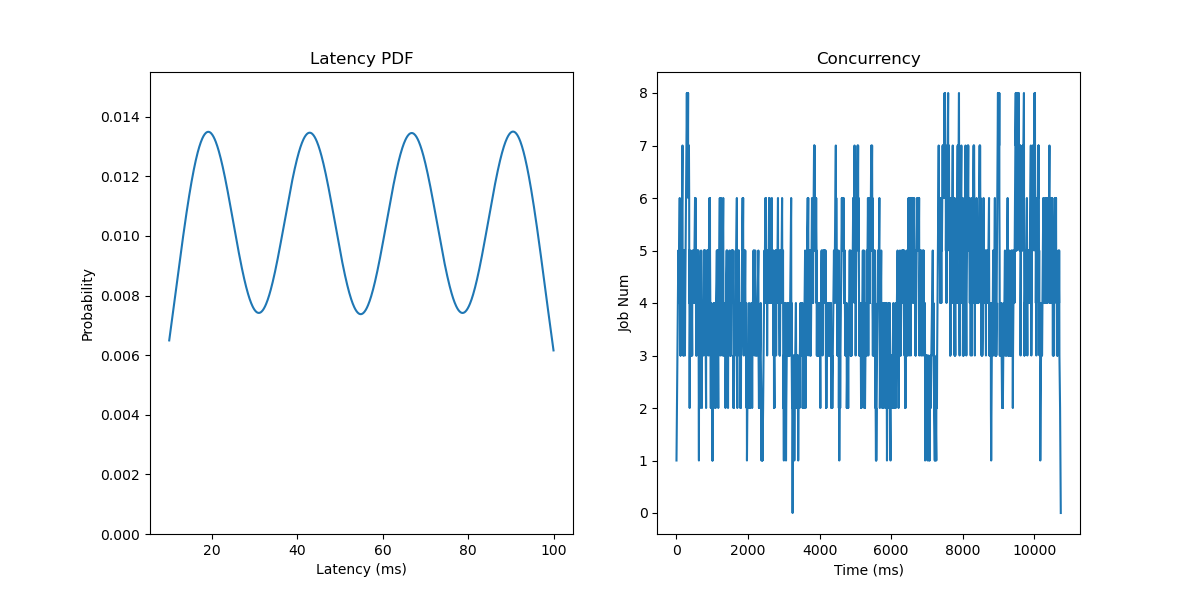 Latency PDF
Probability
0.014
0.012
0.010
0.008
0.006
0.004
0.002
0.000
20 40 60 80 100
Latency (ms)
Concurrency
Job Num
8
7
6
5
4
3
2
1
0
0 2000 4000 6000 8000 10000
Time (ms)